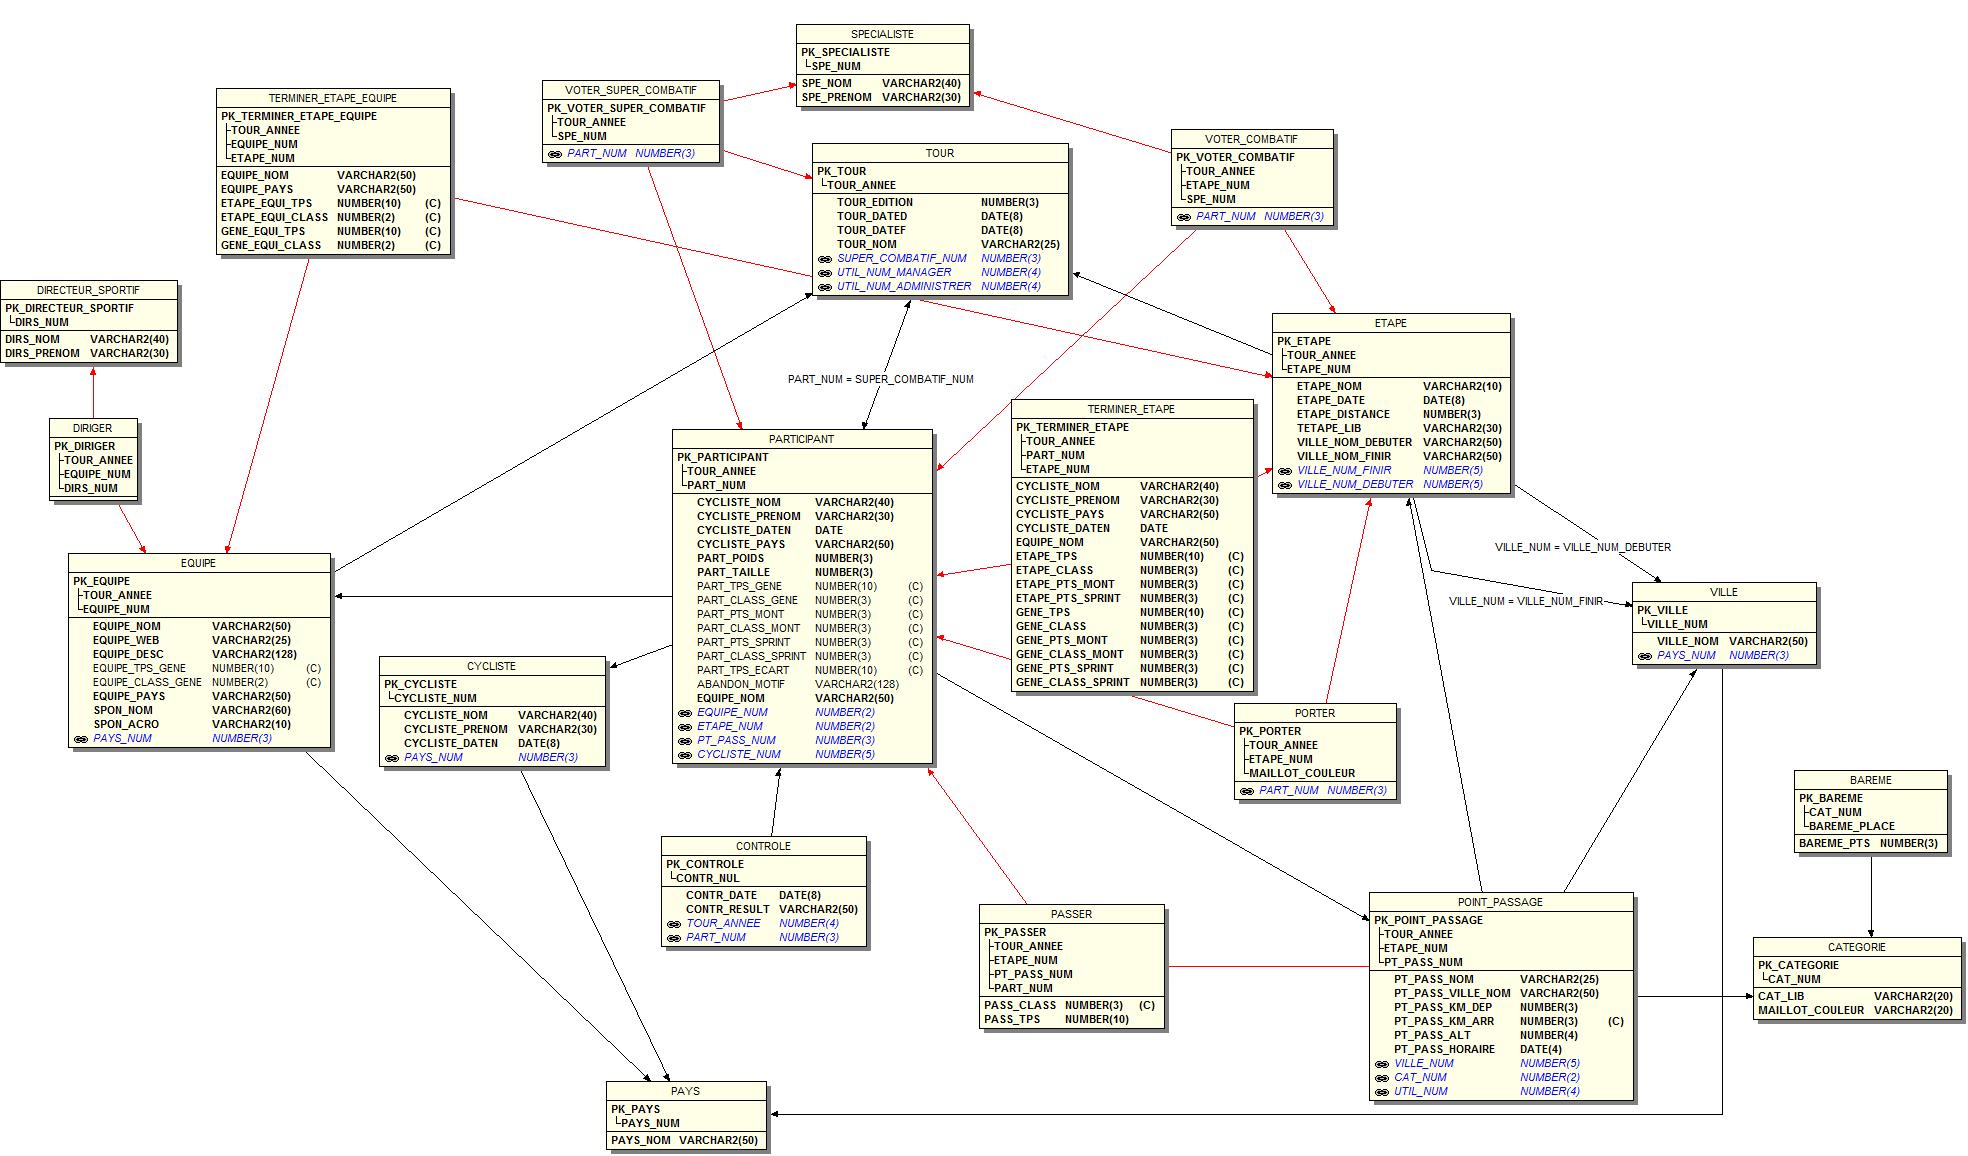 SPECIALISTE
PK_SPECIALISTE
SPE_NUM
SPE_NOM VARCHAR2(40)
SPE_PRENOM VARCHAR2(30)
VOTER_SUPER_COMBATIF
PK_VOTER_SUPER_COMBATIF
TOUR_ANNEE
SPE_NUM
PART_NUM NUMBER(3)
TERMINER_ETAPE_EQUIPE
PK_TERMINER_ETAPE_EQUIPE
TOUR_ANNEE
EQUIPE_NUM
ETAPE_NUM
EQUIPE_NOM VARCHAR2(50)
EQUIPE_PAYS VARCHAR2(50)
ETAPE_EQUI_TPS NUMBER(10) (C)
ETAPE_EQUI_CLASS NUMBER(2) (C)
GENE_EQUI_TPS NUMBER(10) (C)
GENE_EQUI_CLASS NUMBER(2) (C)
TOUR
PK_TOUR
TOUR_ANNEE
TOUR_EDITION NUMBER(3)
TOUR_DATED DATE(8)
TOUR_DATEF DATE(8)
TOUR_NOM VARCHAR2(25)
SUPER_COMBATIF_NUM NUMBER(3)
UTIL_NUM_MANAGER NUMBER(4)
UTIL_NUM_ADMINISTRER NUMBER(4)
VOTER_COMBATIF
PK_VOTER_COMBATIF
TOUR_ANNEE
ETAPE_NUM
SPE_NUM
PART_NUM NUMBER(3)
DIRECTEUR_SPORTIF
PK_DIRECTEUR_SPORTIF
DIRS_NUM
DIRS_NOM VARCHAR2(40)
DIRS_PRENOM VARCHAR2(30)
ETAPE
PK_ETAPE
TOUR_ANNEE
ETAPE_NUM
ETAPE_NOM VARCHAR2(10)
ETAPE_DATE DATE(8)
ETAPE_DISTANCE NUMBER(3)
TETAPE_LIB VARCHAR2(30)
VILLE_NOM_DEBUTER VARCHAR2(50)
VILLE_NOM_FINIR VARCHAR2(50)
VILLE_NUM_FINIR NUMBER(5)
VILLE_NUM_DEBUTER NUMBER(5)
PART_NUM = SUPER_COMBATIF_NUM
DIRIGER
PK_DIRIGER
TOUR_ANNEE
EQUIPE_NUM
DIRS_NUM
PARTICIPANT
PK_PARTICIPANT
TOUR_ANNEE
PART_NUM
CYCLISTE_NOM VARCHAR2(40)
CYCLISTE_PRENOM VARCHAR2(30)
CYCLISTE_DATEN DATE
CYCLISTE_PAYS VARCHAR2(50)
PART_POIDS NUMBER(3)
PART_TAILLE NUMBER(3)
PART_TPS_GENE NUMBER(10) (C)
PART_CLASS_GENE NUMBER(3) (C)
PART_PTS_MONT NUMBER(3) (C)
PART_CLASS_MONT NUMBER(3) (C)
PART_PTS_SPRINT NUMBER(3) (C)
PART_CLASS_SPRINT NUMBER(3) (C)
PART_TPS_ECART NUMBER(10) (C)
ABANDON_MOTIF VARCHAR2(128)
EQUIPE_NOM VARCHAR2(50)
EQUIPE_NUM NUMBER(2)
ETAPE_NUM NUMBER(2)
PT_PASS_NUM NUMBER(3)
CYCLISTE_NUM NUMBER(5)
TERMINER_ETAPE
PK_TERMINER_ETAPE
TOUR_ANNEE
PART_NUM
ETAPE_NUM
CYCLISTE_NOM VARCHAR2(40)
CYCLISTE_PRENOM VARCHAR2(30)
CYCLISTE_PAYS VARCHAR2(50)
CYCLISTE_DATEN DATE
EQUIPE_NOM VARCHAR2(50)
ETAPE_TPS NUMBER(10) (C)
ETAPE_CLASS NUMBER(3) (C)
ETAPE_PTS_MONT NUMBER(3) (C)
ETAPE_PTS_SPRINT NUMBER(3) (C)
GENE_TPS NUMBER(10) (C)
GENE_CLASS NUMBER(3) (C)
GENE_PTS_MONT NUMBER(3) (C)
GENE_CLASS_MONT NUMBER(3) (C)
GENE_PTS_SPRINT NUMBER(3) (C)
GENE_CLASS_SPRINT NUMBER(3) (C)
VILLE_NUM = VILLE_NUM_DEBUTER
VILLE_NUM = VILLE_NUM_FINIR
EQUIPE
PK_EQUIPE
TOUR_ANNEE
EQUIPE_NUM
EQUIPE_NOM VARCHAR2(50)
EQUIPE_WEB VARCHAR2(25)
EQUIPE_DESC VARCHAR2(128)
EQUIPE_TPS_GENE NUMBER(10) (C)
EQUIPE_CLASS_GENE NUMBER(2) (C)
EQUIPE_PAYS VARCHAR2(50)
SPON_NOM VARCHAR2(60)
SPON_ACRO VARCHAR2(10)
PAYS_NUM NUMBER(3)
VILLE
PK_VILLE
VILLE_NUM
VILLE_NOM VARCHAR2(50)
PAYS_NUM NUMBER(3)
CYCLISTE
PK_CYCLISTE
CYCLISTE_NUM
CYCLISTE_NOM VARCHAR2(40)
CYCLISTE_PRENOM VARCHAR2(30)
CYCLISTE_DATEN DATE(8)
PAYS_NUM NUMBER(3)
PORTER
PK_PORTER
TOUR_ANNEE
ETAPE_NUM
MAILLOT_COULEUR
PART_NUM NUMBER(3)
BAREME
PK_BAREME
CAT_NUM
BAREME_PLACE
BAREME_PTS NUMBER(3)
CONTROLE
PK_CONTROLE
CONTR_NUL
CONTR_DATE DATE(8)
CONTR_RESULT VARCHAR2(50)
TOUR_ANNEE NUMBER(4)
PART_NUM NUMBER(3)
PASSER
PK_PASSER
TOUR_ANNEE
ETAPE_NUM
PT_PASS_NUM
PART_NUM
PASS_CLASS NUMBER(3) (C)
PASS_TPS NUMBER(10)
POINT_PASSAGE
PK_POINT_PASSAGE
TOUR_ANNEE
ETAPE_NUM
PT_PASS_NUM
PT_PASS_NOM VARCHAR2(25)
PT_PASS_VILLE_NOM VARCHAR2(50)
PT_PASS_KM_DEP NUMBER(3)
PT_PASS_KM_ARR NUMBER(3) (C)
PT_PASS_ALT NUMBER(4)
PT_PASS_HORAIRE DATE(4)
VILLE_NUM NUMBER(5)
CAT_NUM NUMBER(2)
UTIL_NUM NUMBER(4)
CATEGORIE
PK_CATEGORIE
CAT_NUM
CAT_LIB VARCHAR2(20)
MAILLOT_COULEUR VARCHAR2(20)
PAYS
PK_PAYS
PAYS_NUM
PAYS_NOM VARCHAR2(50)